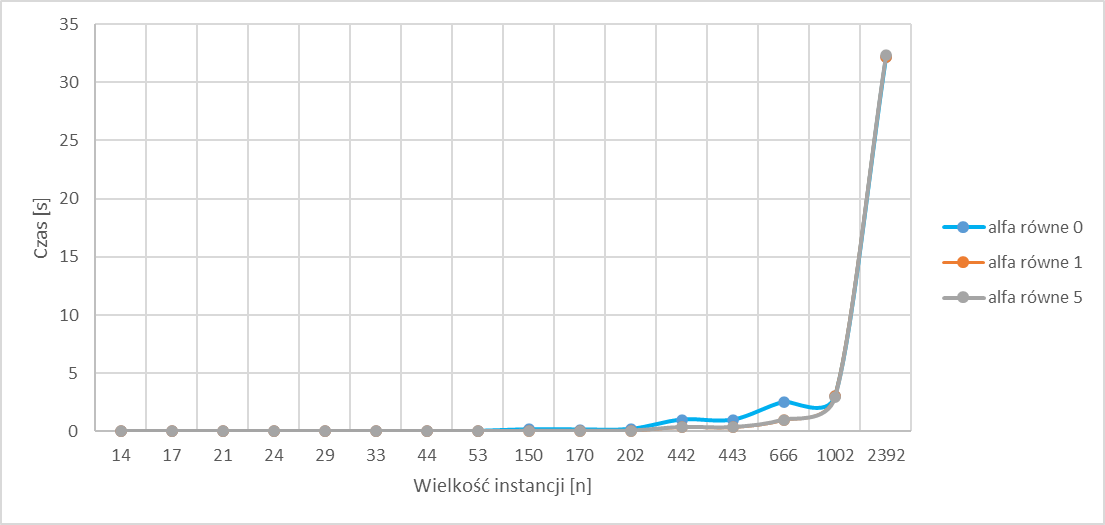 35
30
25
20
15
10
5
0
Czas [s]
14 17 21 24 29 33 44 53 150 170 202 442 443 666 1002 2392
Wielkość instancji [n]
alfa równe 0
alfa równe 1
alfa równe 5